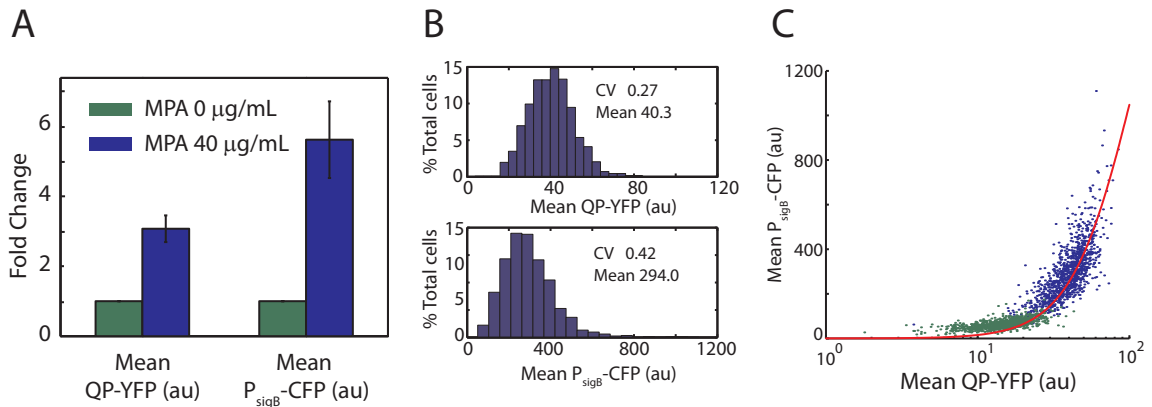 A
Fold Change
6
4
2
0
MPA 0 μg/mL
MPA 40 μg/mL
Mean
QP-YFP (au)
Mean
PsigB-CFP (au)
B
% Total cells
15
10
5
0
CV 0.27
Mean 40.3
0 40 80 120
Mean QP-YFP (au)
% Total cells
15
10
5
0
CV 0.42
Mean 294.0
0 400 800 1200
Mean PsigB-CFP (au)
C
Mean PsigB-CFP (au)
1200
800
400
0
10^0 10^1 10^2
Mean QP-YFP (au)